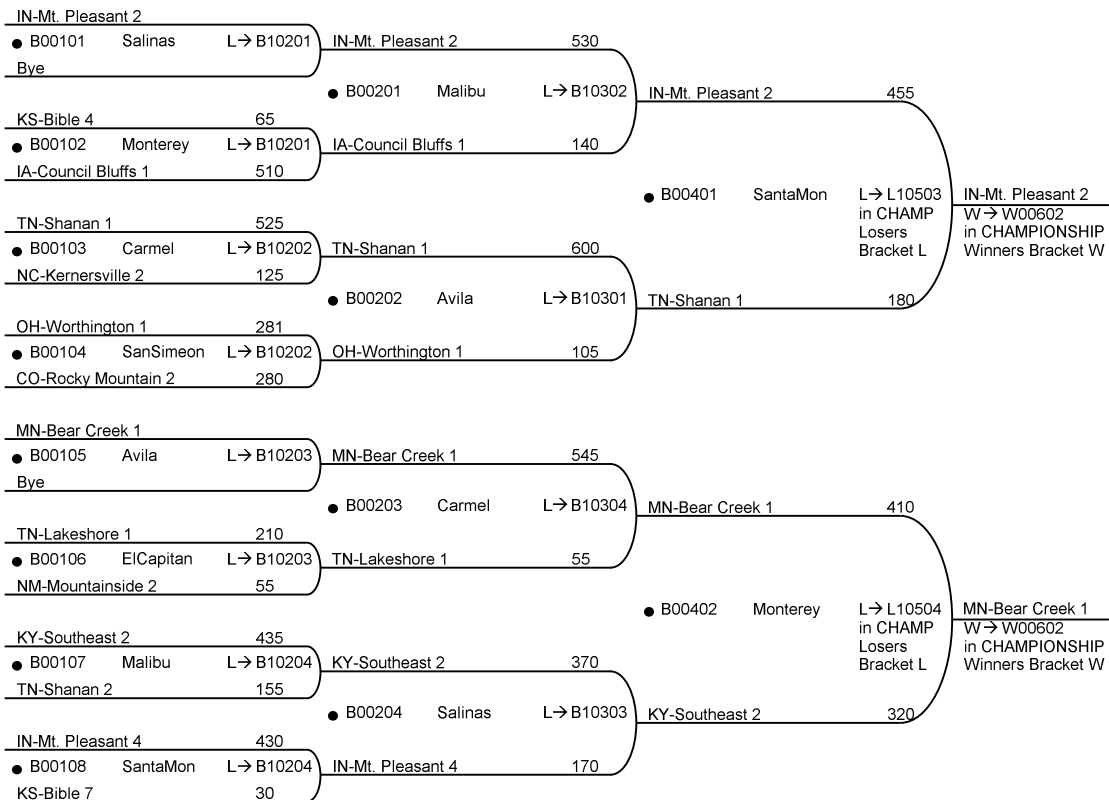 IN-Mt. Pleasant 2
● B00101 Salinas L→ B10201
Bye
IN-Mt. Pleasant 2 530
● B00201 Malibu L→ B10302
KS-Bible 4 65
● B00102 Monterey L→ B10201
IA-Council Bluffs 1 510
IA-Council Bluffs 1 140
IN-Mt. Pleasant 2 455
● B00401 SantaMon L→ L10503
in CHAMP
Losers
Bracket L
IN-Mt. Pleasant 2
W → W00602
in CHAMPIONSHIP
Winners Bracket W
TN-Shanan 1 525
● B00103 Carmel L→ B10202
NC-Kernersville 2 125
TN-Shanan 1 600
● B00202 Avila L→ B10301
TN-Shanan 1 180
OH-Worthington 1 281
● B00104 SanSimeon L→ B10202
CO-Rocky Mountain 2 280
OH-Worthington 1 105
MN-Bear Creek 1
● B00105 Avila L→ B10203
Bye
MN-Bear Creek 1 545
● B00203 Carmel L→ B10304
TN-Lakeshore 1 210
● B00106 ElCapitan L→ B10203
NM-Mountainside 2 55
TN-Lakeshore 1 55
MN-Bear Creek 1 410
● B00402 Monterey L→ L10504
in CHAMP
Losers
Bracket L
MN-Bear Creek 1
W → W00602
in CHAMPIONSHIP
Winners Bracket W
KY-Southeast 2 435
● B00107 Malibu L→ B10204
TN-Shanan 2 155
KY-Southeast 2 370
● B00204 Salinas L→ B10303
KY-Southeast 2 320
IN-Mt. Pleasant 4 430
● B00108 SantaMon L→ B10204
KS-Bible 7 30
IN-Mt. Pleasant 4 170